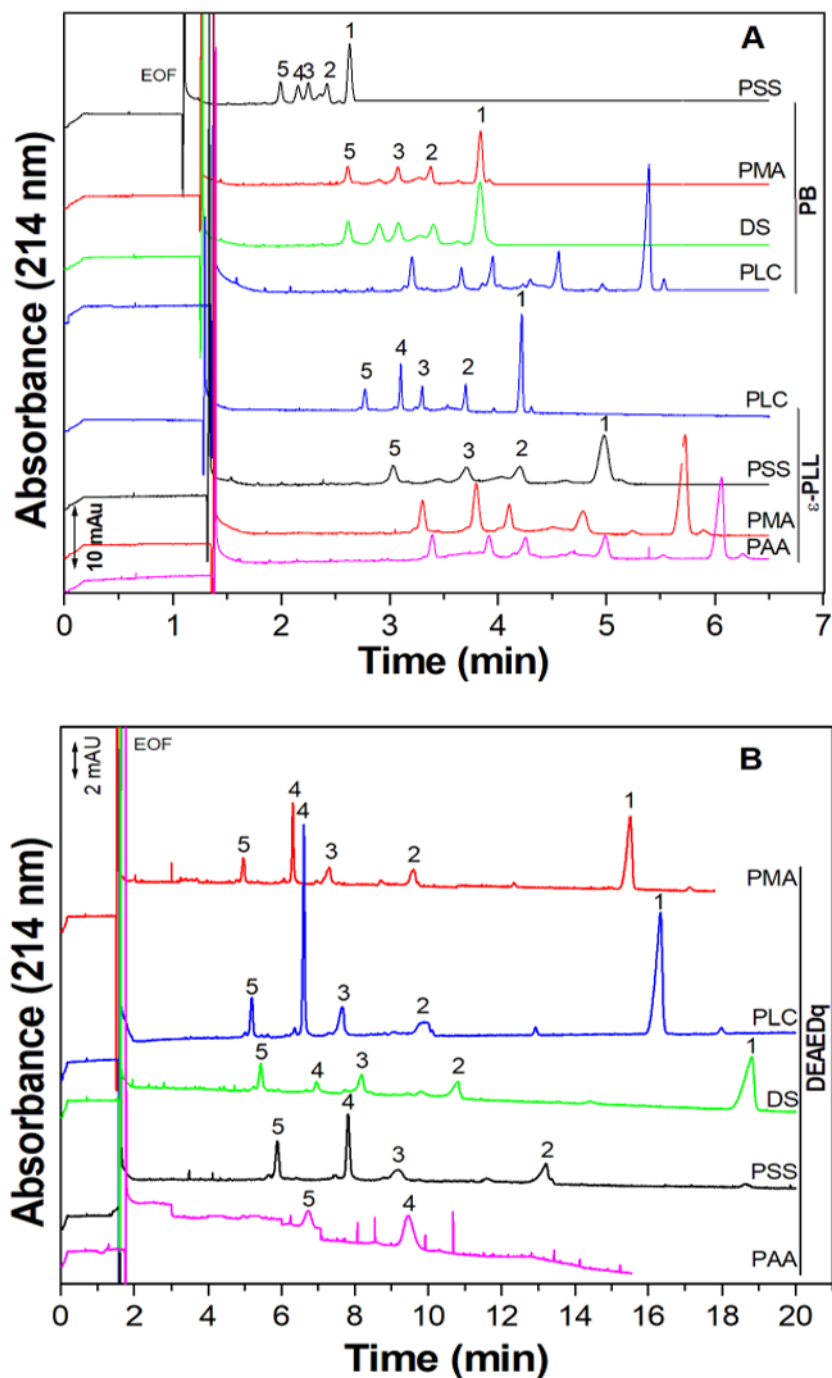 A
EOF
5 4 3 2 1
PSS
5 3 2 1
PMA
DS
PLC
PB
5 4 3 2 1
PLC
5 3 2 1
PSS
PMA
PAA
ε-PLL
10 mAu
Absorbance (214 nm)
0 1 2 3 4 5 6 7
Time (min)
B
2 mAU
EOF
5 4 3 2 1
PMA
5 4 3 2 1
PLC
5 4 3 2 1
DS
5 4 3 2
PSS
5 4
PAA
DEAEDq
Absorbance (214 nm)
0 2 4 6 8 10 12 14 16 18 20
Time (min)